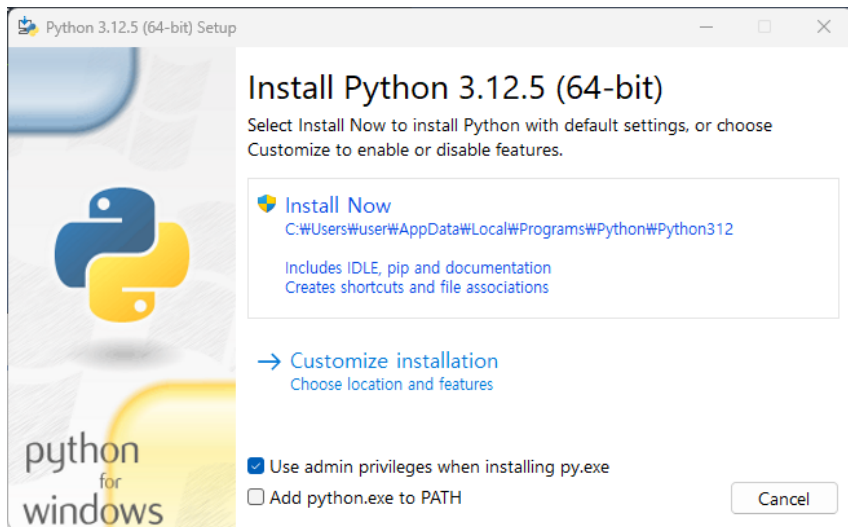 Python 3.12.5 (64-bit) Setup
Install Python 3.12.5 (64-bit)
Select Install Now to install Python with default settings, or choose
Customize to enable or disable features.
Install Now
C:₩Users₩user₩AppData₩Local₩Programs₩Python₩Python312
Includes IDLE, pip and documentation
Creates shortcuts and file associations
→ Customize installation
Choose location and features
python
for
windows
Use admin privileges when installing py.exe
Add python.exe to PATH
Cancel